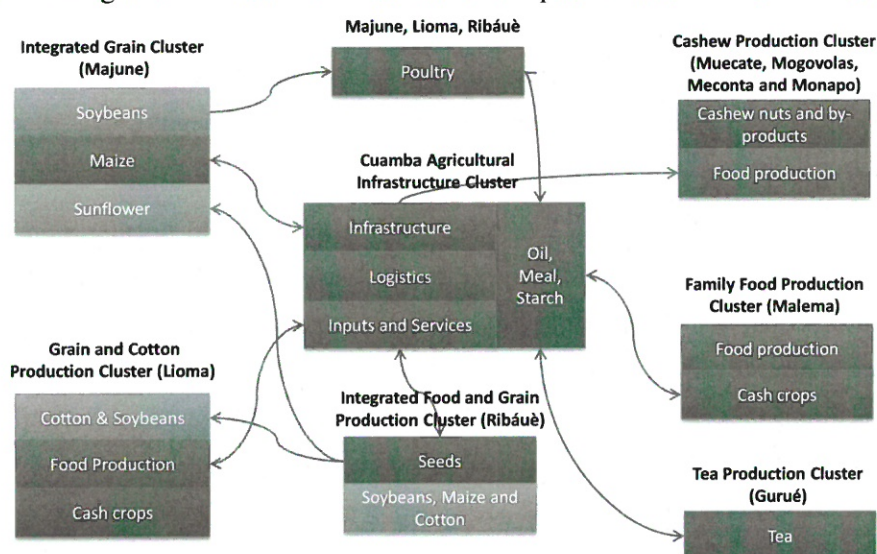 Majune, Lioma, Ribáuè
Poultry
Integrated Grain Cluster
(Majune)
Soybeans
Maize
Sunflower
Cashew Production Cluster
(Muecate, Mogovolas,
Meconta and Monapo)
Cashew nuts and by-
products
Food production
Cuamba Agricultural
Infrastructure Cluster
Infrastructure
Logistics
Inputs and Services
Oil,
Meal,
Starch
Family Food Production
Cluster (Malema)
Food production
Cash crops
Grain and Cotton
Production Cluster (Lioma)
Cotton & Soybeans
Food Production
Cash crops
Integrated Food and Grain
Production Cluster (Ribáuè)
Seeds
Soybeans, Maize and
Cotton
Tea Production Cluster
(Gurué)
Tea